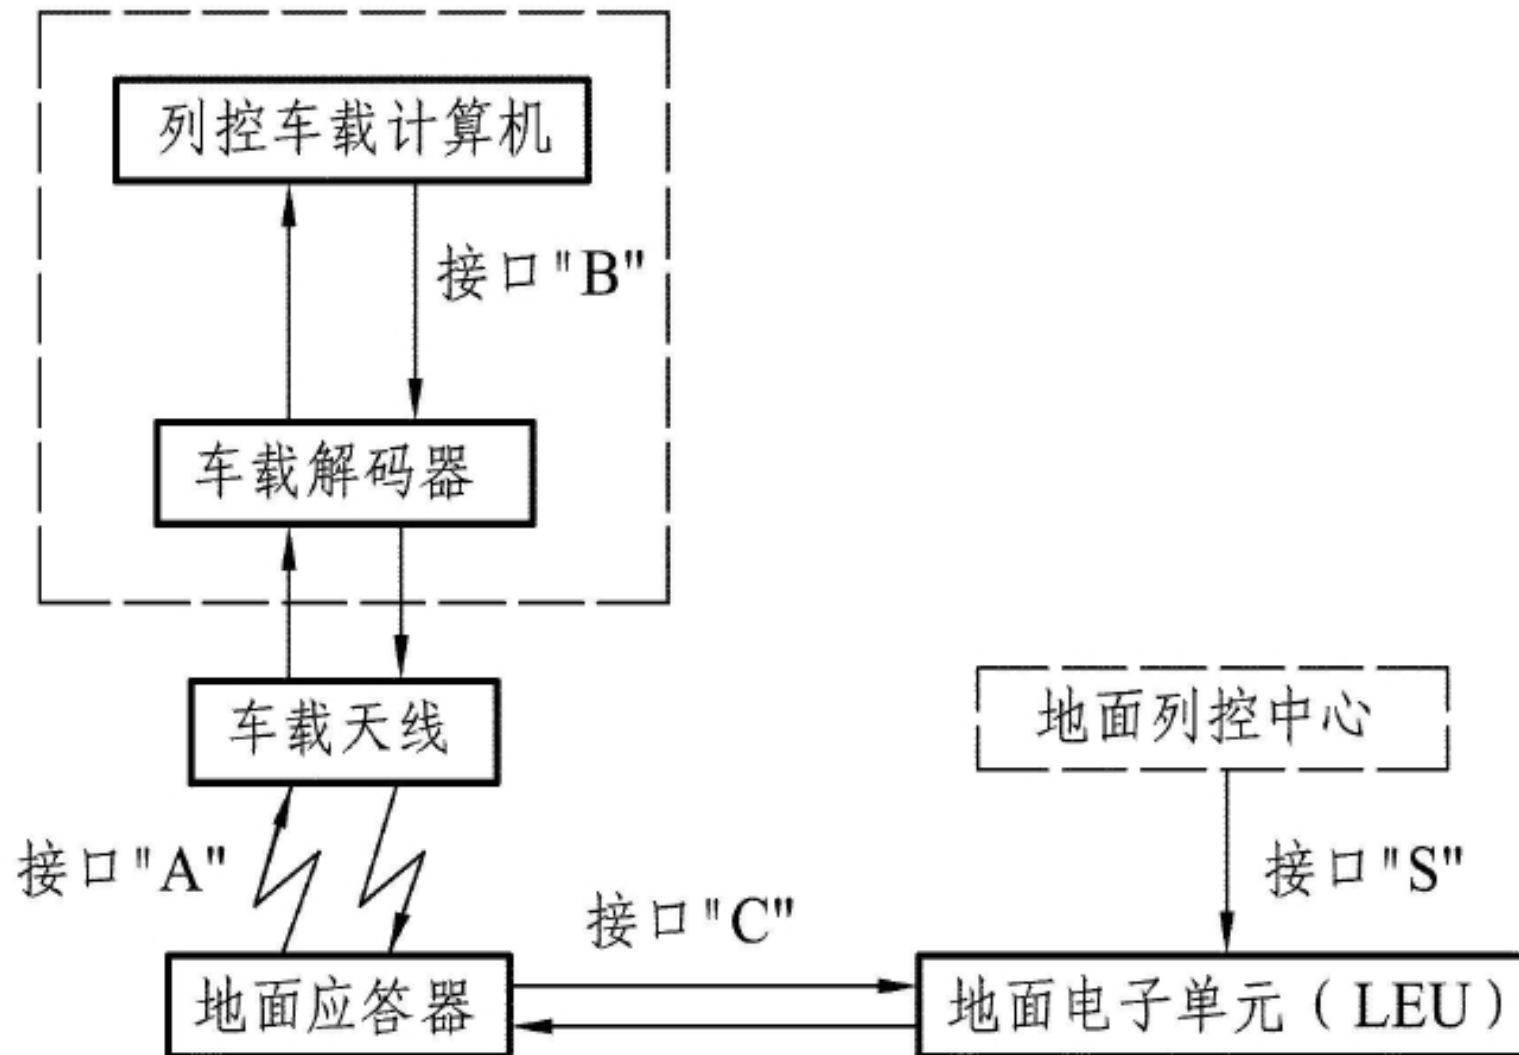 列控车载计算机
接口"B"
车载解码器
车载天线
地面列控中心
接口"A"
接口"S"
接口"C"
地面应答器
地面电子单元（LEU）